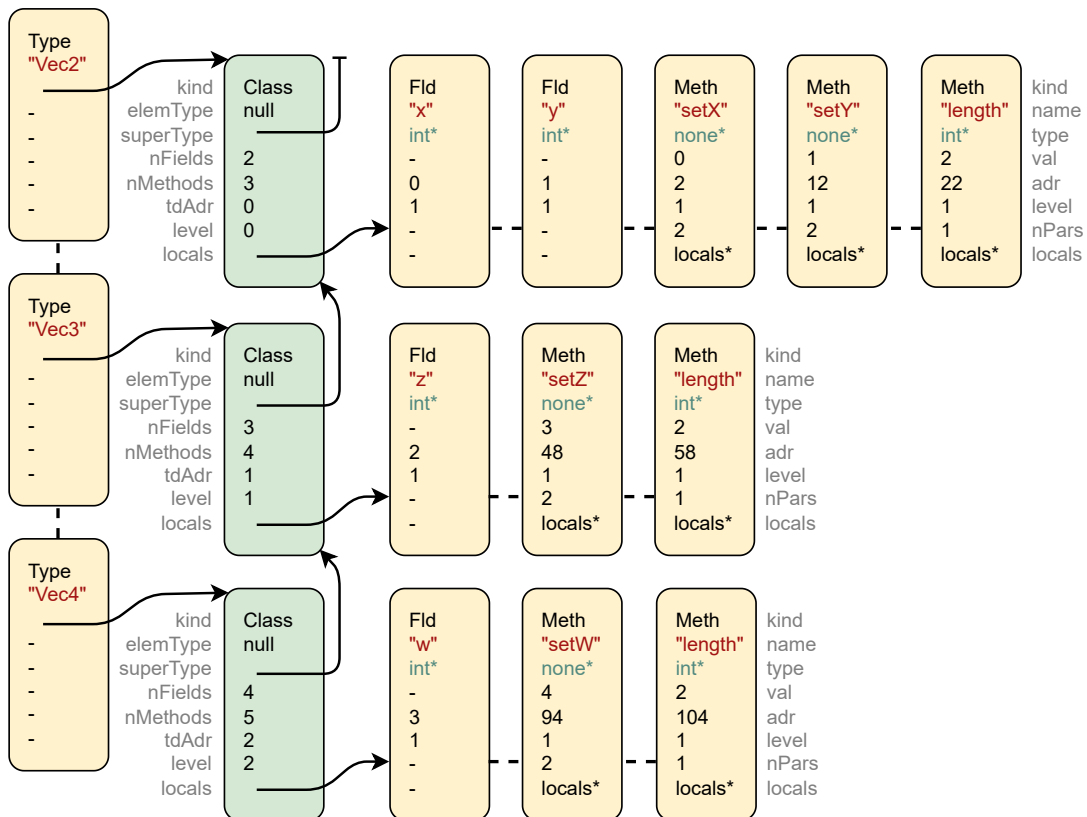 Type
"Vec2"
-
-
-
-
-
kind
elemType
superType
nFields
nMethods
tdAdr
level
locals
Class
null
2
3
0
0
Fld
"x"
int*
-
0
1
-
-
Fld
"y"
int*
-
1
1
-
-
Meth
"setX"
none*
0
2
1
2
locals*
Meth
"setY"
none*
1
12
1
2
locals*
Meth
"length"
int*
2
22
1
1
locals*
kind
name
type
val
adr
level
nPars
locals
Type
"Vec3"
-
-
-
-
-
kind
elemType
superType
nFields
nMethods
tdAdr
level
locals
Class
null
3
4
1
1
Fld
"z"
int*
-
2
1
-
-
Meth
"setZ"
none*
3
48
1
2
locals*
Meth
"length"
int*
2
58
1
1
locals*
kind
name
type
val
adr
level
nPars
locals
Type
"Vec4"
-
-
-
-
-
kind
elemType
superType
nFields
nMethods
tdAdr
level
locals
Class
null
4
5
2
2
Fld
"w"
int*
-
3
1
-
-
Meth
"setW"
none*
4
94
1
2
locals*
Meth
"length"
int*
2
104
1
1
locals*
kind
name
type
val
adr
level
nPars
locals